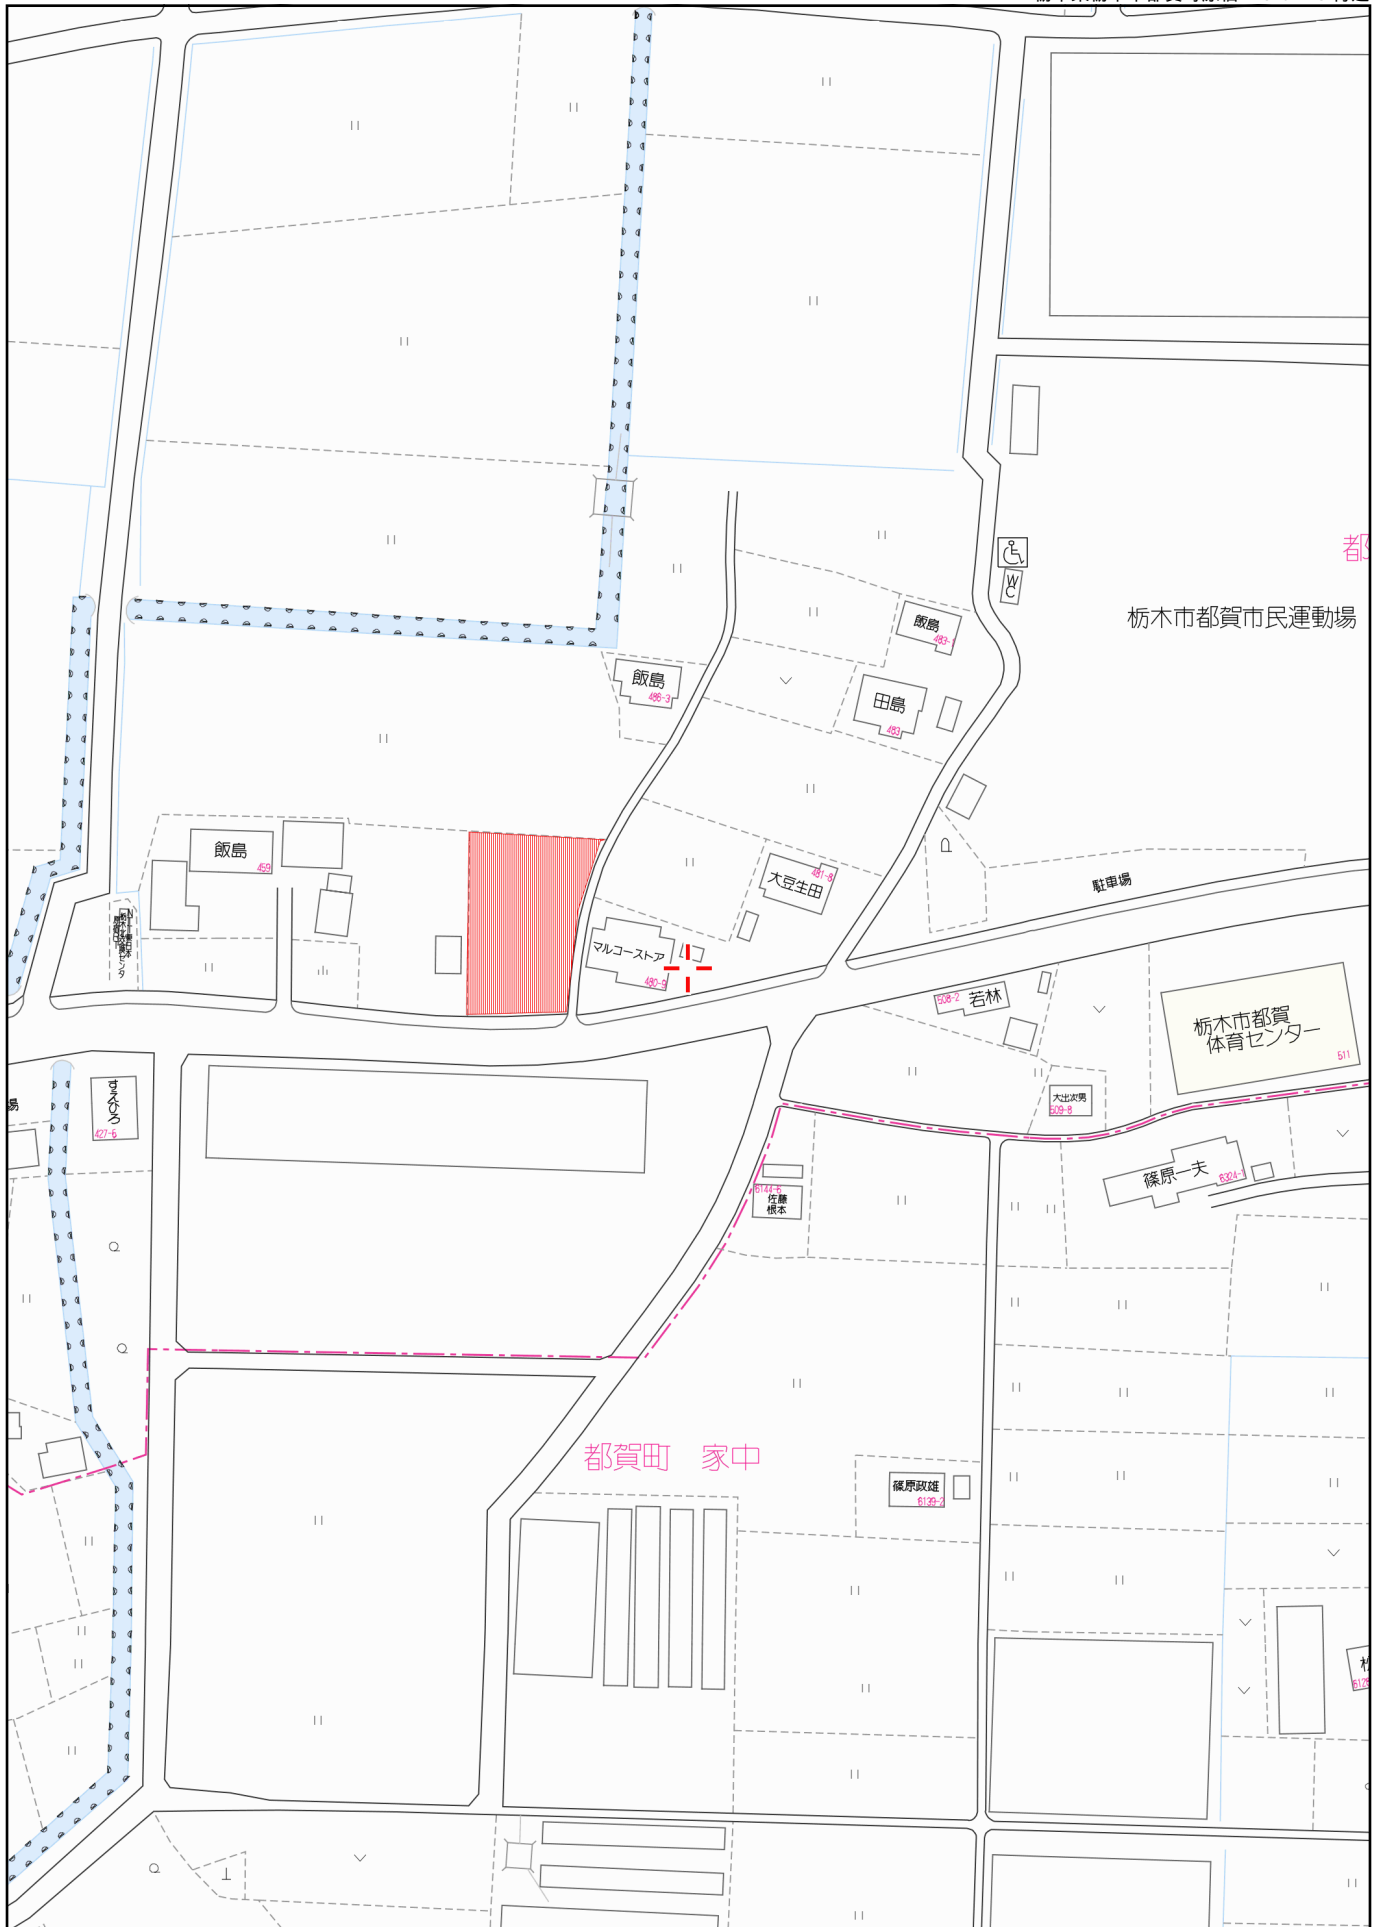 都
WC
栃木市都賀市民運動場
飯島
483-1
飯島
486-3
田島
483
飯島
459
大豆生田
481-8
駐車場
マルコーストア
480-9
508-2
若林
栃木市都賀
体育センター
511
すえひろ
427-6
大出次男
509-8
篠原一夫
6324-1
6144-6
佐藤
根本
都賀町 家中
篠原政雄
6139-2